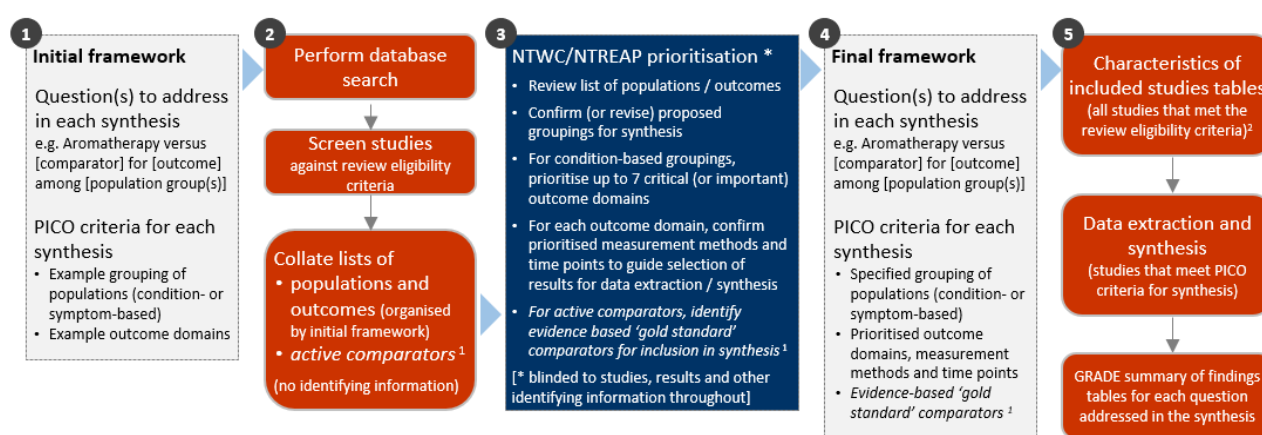 1
Initial framework
Question(s) to address
in each synthesis
e.g. Aromatherapy versus
[comparator] for [outcome]
among [population group(s)]
PICO criteria for each
synthesis
• Example grouping of
populations (condition- or
symptom-based)
• Example outcome domains
2
Perform database
search
Screen studies
against review eligibility
criteria
Collate lists of
• populations and
outcomes (organised
by initial framework)
• active comparators 1
(no identifying information)
3
NTWC/NTREAP prioritisation *
• Review list of populations / outcomes
• Confirm (or revise) proposed
groupings for synthesis
• For condition-based groupings,
prioritise up to 7 critical (or important)
outcome domains
• For each outcome domain, confirm
prioritised measurement methods and
time points to guide selection of
results for data extraction / synthesis
• For active comparators, identify
evidence based ‘gold standard’
comparators for inclusion in synthesis 1
[* blinded to studies, results and other
identifying information throughout]
4
Final framework
Question(s) to address
in each synthesis
e.g. Aromatherapy versus
[comparator] for [outcome]
among [population group(s)]
PICO criteria for each
synthesis
• Specified grouping of
populations (condition- or
symptom-based)
• Prioritised outcome
domains, measurement
methods and time points
• Evidence-based ‘gold
standard’ comparators 1
5
Characteristics of
included studies tables
(all studies that met the
review eligibility criteria)2
Data extraction and
synthesis
(studies that meet PICO
criteria for synthesis)
GRADE summary of findings
tables for each question
addressed in the synthesis